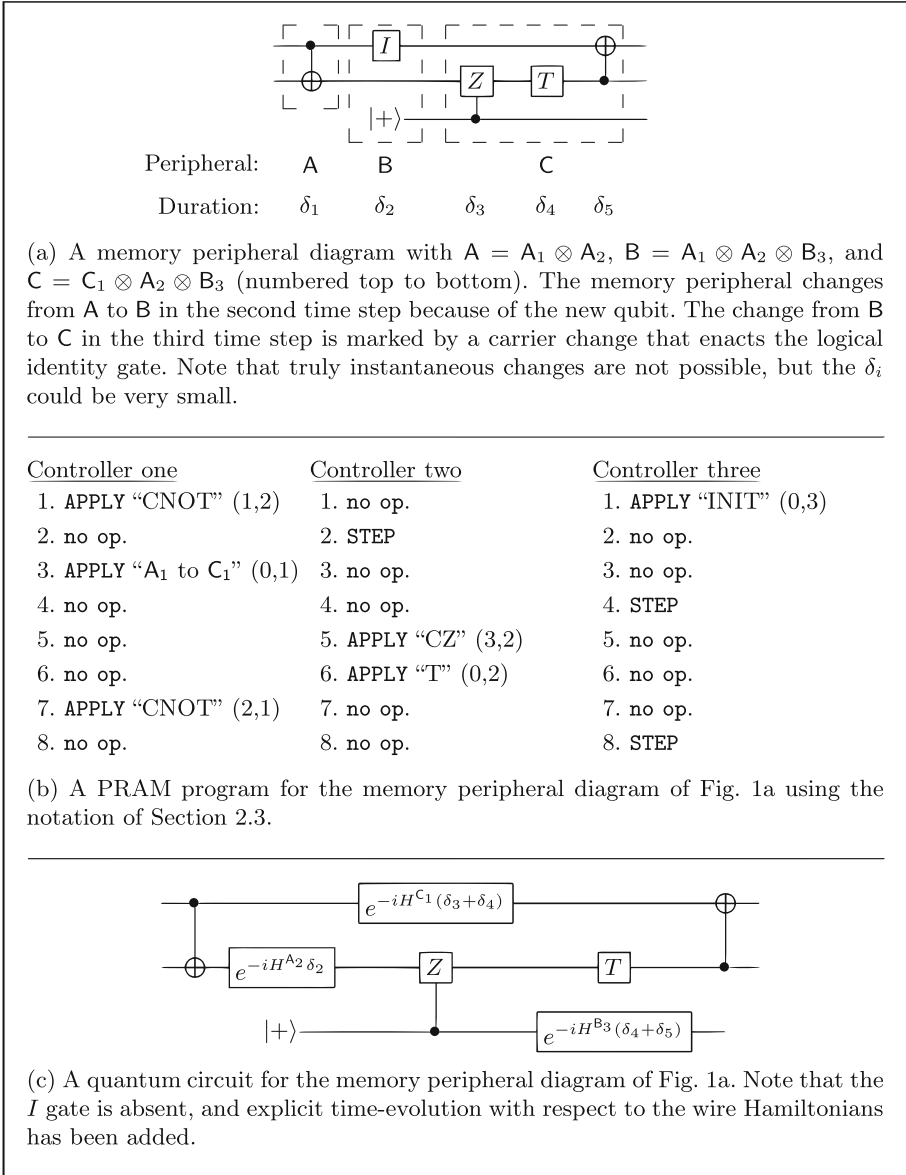 I
Z T
|+⟩
Peripheral: A B C
Duration: δ₁ δ₂ δ₃ δ₄ δ₅
(a) A memory peripheral diagram with A = A₁ ⊗ A₂, B = A₁ ⊗ A₂ ⊗ B₃, and
C = C₁ ⊗ A₂ ⊗ B₃ (numbered top to bottom). The memory peripheral changes
from A to B in the second time step because of the new qubit. The change from B
to C in the third time step is marked by a carrier change that enacts the logical
identity gate. Note that truly instantaneous changes are not possible, but the δᵢ
could be very small.
Controller one Controller two Controller three
1. APPLY “CNOT” (1,2) 1. no op. 1. APPLY “INIT” (0,3)
2. no op. 2. STEP 2. no op.
3. APPLY “A₁ to C₁” (0,1) 3. no op. 3. no op.
4. no op. 4. no op. 4. STEP
5. no op. 5. APPLY “CZ” (3,2) 5. no op.
6. no op. 6. APPLY “T” (0,2) 6. no op.
7. APPLY “CNOT” (2,1) 7. no op. 7. no op.
8. no op. 8. no op. 8. STEP
(b) A PRAM program for the memory peripheral diagram of Fig. 1a using the
notation of Section 2.3.
e^{-iH^{C₁}(δ₃+δ₄)}
e^{-iH^{A₂}δ₂} Z T
|+⟩ e^{-iH^{B₃}(δ₄+δ₅)}
(c) A quantum circuit for the memory peripheral diagram of Fig. 1a. Note that the
I gate is absent, and explicit time-evolution with respect to the wire Hamiltonians
has been added.